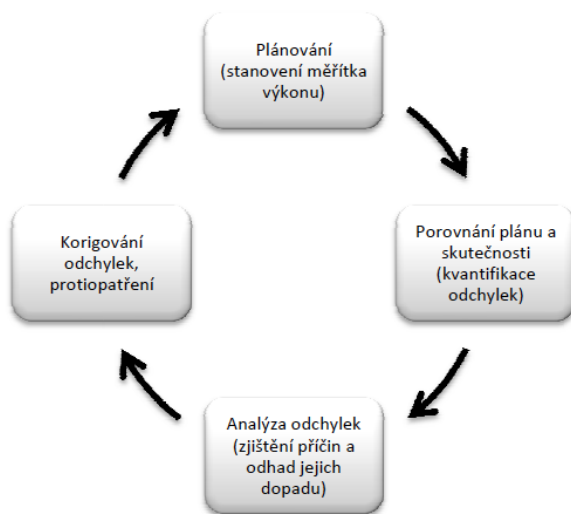 Plánování
(stanovení měřítka
výkonu)
Porovnání plánu a
skutečnosti
(kvantifikace
odchylek)
Analýza odchylek
(zjištění příčin a
odhad jejich
dopadu)
Korigování
odchylek,
protiopatření